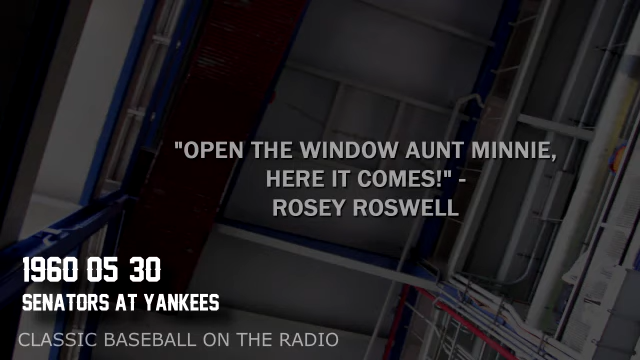 "OPEN THE WINDOW AUNT MINNIE,
HERE IT COMES!" -
ROSEY ROSWELL
1960 05 30
SENATORS AT YANKEES
CLASSIC BASEBALL ON THE RADIO